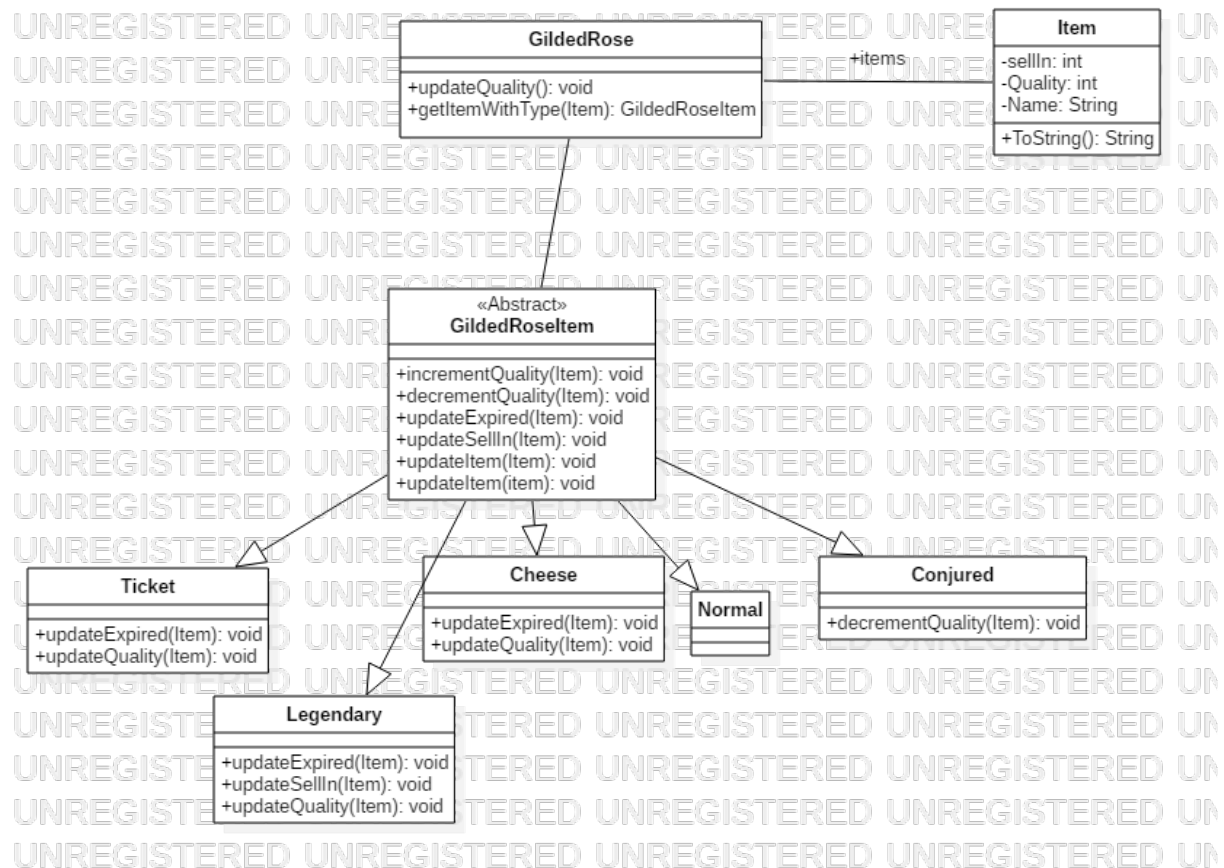 GildedRose
+updateQuality(): void
+getItemWithType(Item): GildedRoseItem
+items
Item
-sellIn: int
-Quality: int
-Name: String
+ToString(): String
«Abstract»
GildedRoseItem
+incrementQuality(Item): void
+decrementQuality(Item): void
+updateExpired(Item): void
+updateSellIn(Item): void
+updateItem(Item): void
+updateItem(item): void
Ticket
+updateExpired(Item): void
+updateQuality(Item): void
Cheese
+updateExpired(Item): void
+updateQuality(Item): void
Normal
Conjured
+decrementQuality(Item): void
Legendary
+updateExpired(Item): void
+updateSellIn(Item): void
+updateQuality(Item): void
UNREGISTERED